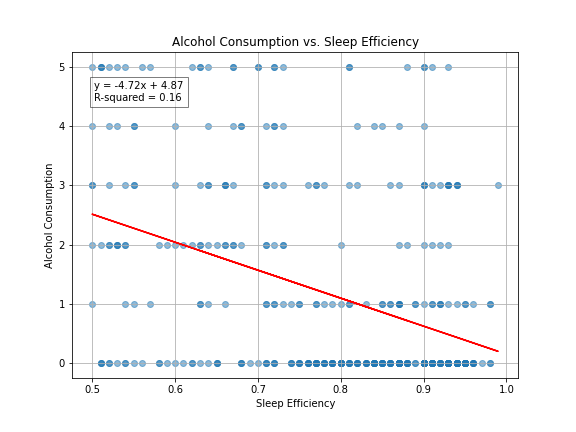 Alcohol Consumption vs. Sleep Efficiency
5
y = -4.72x + 4.87
R-squared = 0.16
4
3
Alcohol Consumption
2
1
0
0.5 0.6 0.7 0.8 0.9 1.0
Sleep Efficiency